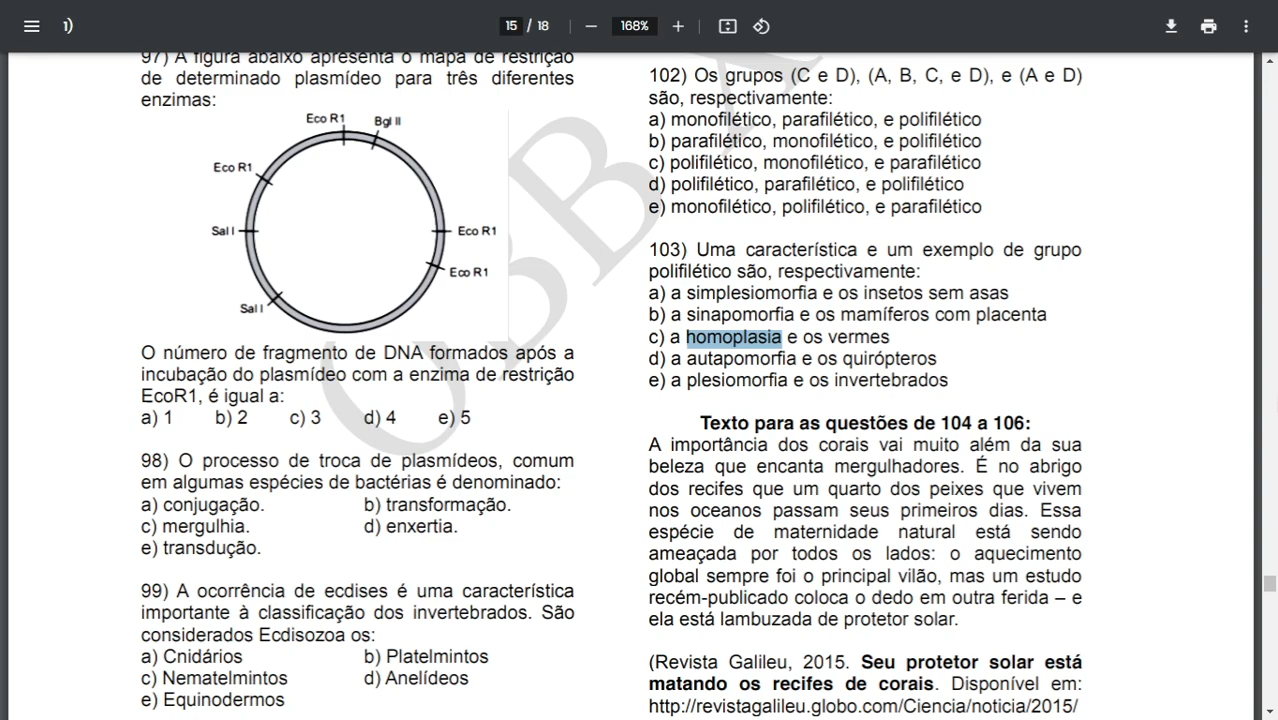 1)
15 / 18
168%
97) A figura abaixo apresenta o mapa de restrição
de determinado plasmídeo para três diferentes
enzimas:
Eco R1
Bgl II
Eco R1
Sal I
Eco R1
Eco R1
Sal I
O número de fragmento de DNA formados após a
incubação do plasmídeo com a enzima de restrição
EcoR1, é igual a:
a) 1 b) 2 c) 3 d) 4 e) 5
98) O processo de troca de plasmídeos, comum
em algumas espécies de bactérias é denominado:
a) conjugação. b) transformação.
c) mergulhia. d) enxertia.
e) transdução.
99) A ocorrência de ecdises é uma característica
importante à classificação dos invertebrados. São
considerados Ecdisozoa os:
a) Cnidários b) Platelmintos
c) Nematelmintos d) Anelídeos
e) Equinodermos
102) Os grupos (C e D), (A, B, C, e D), e (A e D)
são, respectivamente:
a) monofilético, parafilético, e polifilético
b) parafilético, monofilético, e polifilético
c) polifilético, monofilético, e parafilético
d) polifilético, parafilético, e polifilético
e) monofilético, polifilético, e parafilético
103) Uma característica e um exemplo de grupo
polifilético são, respectivamente:
a) a simplesiomorfia e os insetos sem asas
b) a sinapomorfia e os mamíferos com placenta
c) a homoplasia e os vermes
d) a autapomorfia e os quirópteros
e) a plesiomorfia e os invertebrados
Texto para as questões de 104 a 106:
A importância dos corais vai muito além da sua
beleza que encanta mergulhadores. É no abrigo
dos recifes que um quarto dos peixes que vivem
nos oceanos passam seus primeiros dias. Essa
espécie de maternidade natural está sendo
ameaçada por todos os lados: o aquecimento
global sempre foi o principal vilão, mas um estudo
recém-publicado coloca o dedo em outra ferida – e
ela está lambuzada de protetor solar.
(Revista Galileu, 2015. Seu protetor solar está
matando os recifes de corais. Disponível em:
http://revistagalileu.globo.com/Ciencia/noticia/2015/